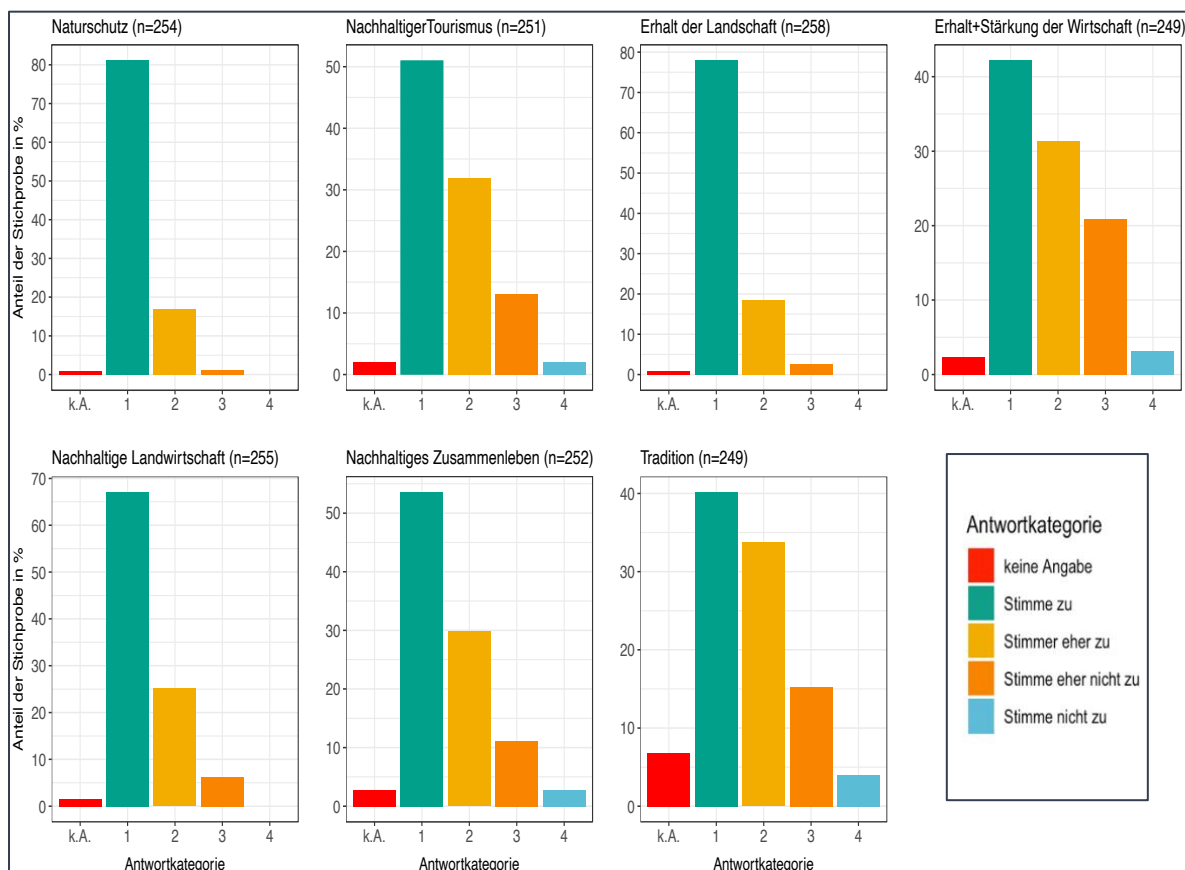 Naturschutz (n=254)
NachhaltigerTourismus (n=251)
Erhalt der Landschaft (n=258)
Erhalt+Stärkung der Wirtschaft (n=249)
Anteil der Stichprobe in %
80
70
60
50
40
30
20
10
0
k.A. 1 2 3 4
50
40
30
20
10
0
k.A. 1 2 3 4
80
70
60
50
40
30
20
10
0
k.A. 1 2 3 4
40
30
20
10
0
k.A. 1 2 3 4
Nachhaltige Landwirtschaft (n=255)
Nachhaltiges Zusammenleben (n=252)
Tradition (n=249)
Anteil der Stichprobe in %
70
60
50
40
30
20
10
0
k.A. 1 2 3 4
Antwortkategorie
50
40
30
20
10
0
k.A. 1 2 3 4
Antwortkategorie
40
30
20
10
0
k.A. 1 2 3 4
Antwortkategorie
Antwortkategorie
keine Angabe
Stimme zu
Stimmer eher zu
Stimme eher nicht zu
Stimme nicht zu